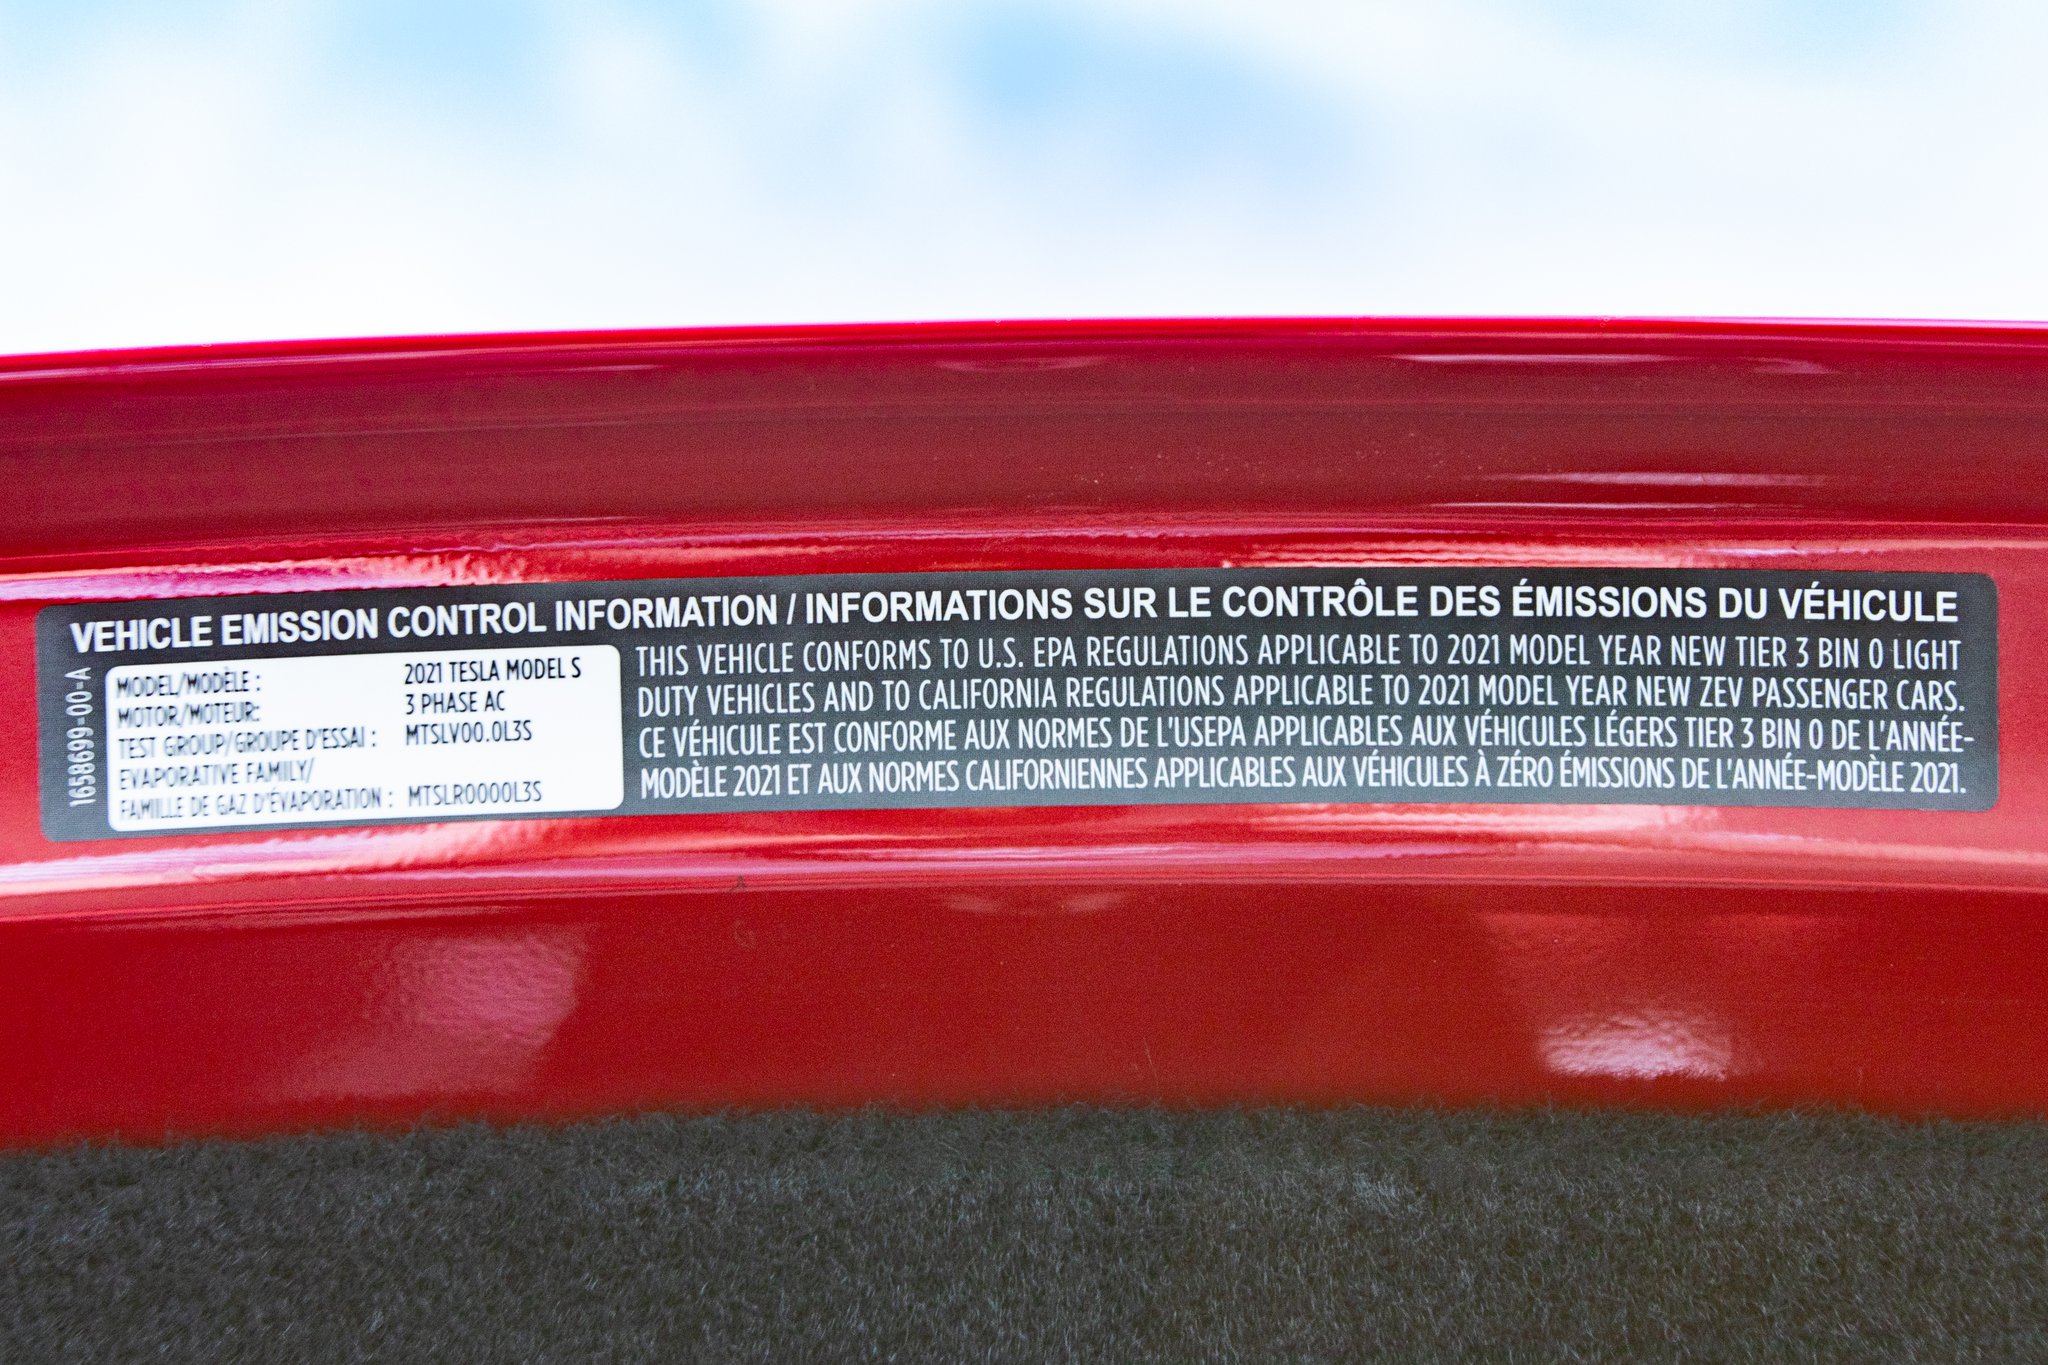 VEHICLE EMISSION CONTROL INFORMATION / INFORMATIONS SUR LE CONTRÔLE DES ÉMISSIONS DU VÉHICULE
1658699-00-A
MODEL/MODÈLE : 2021 TESLA MODEL S
MOTOR/MOTEUR: 3 PHASE AC
TEST GROUP/GROUPE D'ESSAI : MTSLV00.0L3S
EVAPORATIVE FAMILY/
FAMILLE DE GAZ D'ÉVAPORATION : MTSLR0000L3S
THIS VEHICLE CONFORMS TO U.S. EPA REGULATIONS APPLICABLE TO 2021 MODEL YEAR NEW TIER 3 BIN 0 LIGHT
DUTY VEHICLES AND TO CALIFORNIA REGULATIONS APPLICABLE TO 2021 MODEL YEAR NEW ZEV PASSENGER CARS.
CE VÉHICULE EST CONFORME AUX NORMES DE L'USEPA APPLICABLES AUX VÉHICULES LÉGERS TIER 3 BIN 0 DE L'ANNÉE-
MODÈLE 2021 ET AUX NORMES CALIFORNIENNES APPLICABLES AUX VÉHICULES À ZÉRO ÉMISSIONS DE L'ANNÉE-MODÈLE 2021.